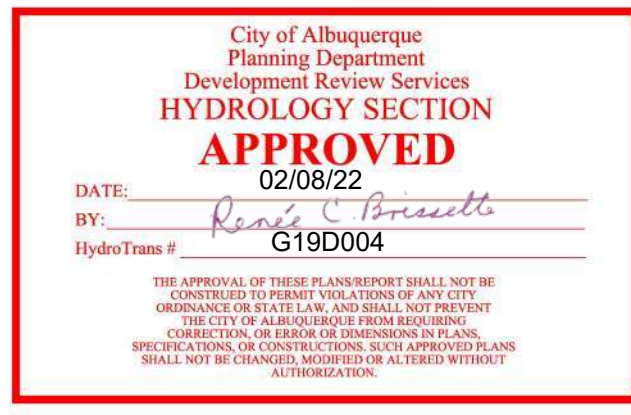 City of Albuquerque
Planning Department
Development Review Services
HYDROLOGY SECTION
APPROVED
DATE: 02/08/22
BY: Renée C. Brissette
HydroTrans # G19D004
THE APPROVAL OF THESE PLANS/REPORT SHALL NOT BE
CONSTRUED TO PERMIT VIOLATIONS OF ANY CITY
ORDINANCE OR STATE LAW, AND SHALL NOT PREVENT
THE CITY OF ALBUQUERQUE FROM REQUIRING
CORRECTION, OR ERROR OR DIMENSIONS IN PLANS,
SPECIFICATIONS, OR CONSTRUCTIONS. SUCH APPROVED PLANS
SHALL NOT BE CHANGED, MODIFIED OR ALTERED WITHOUT
AUTHORIZATION.